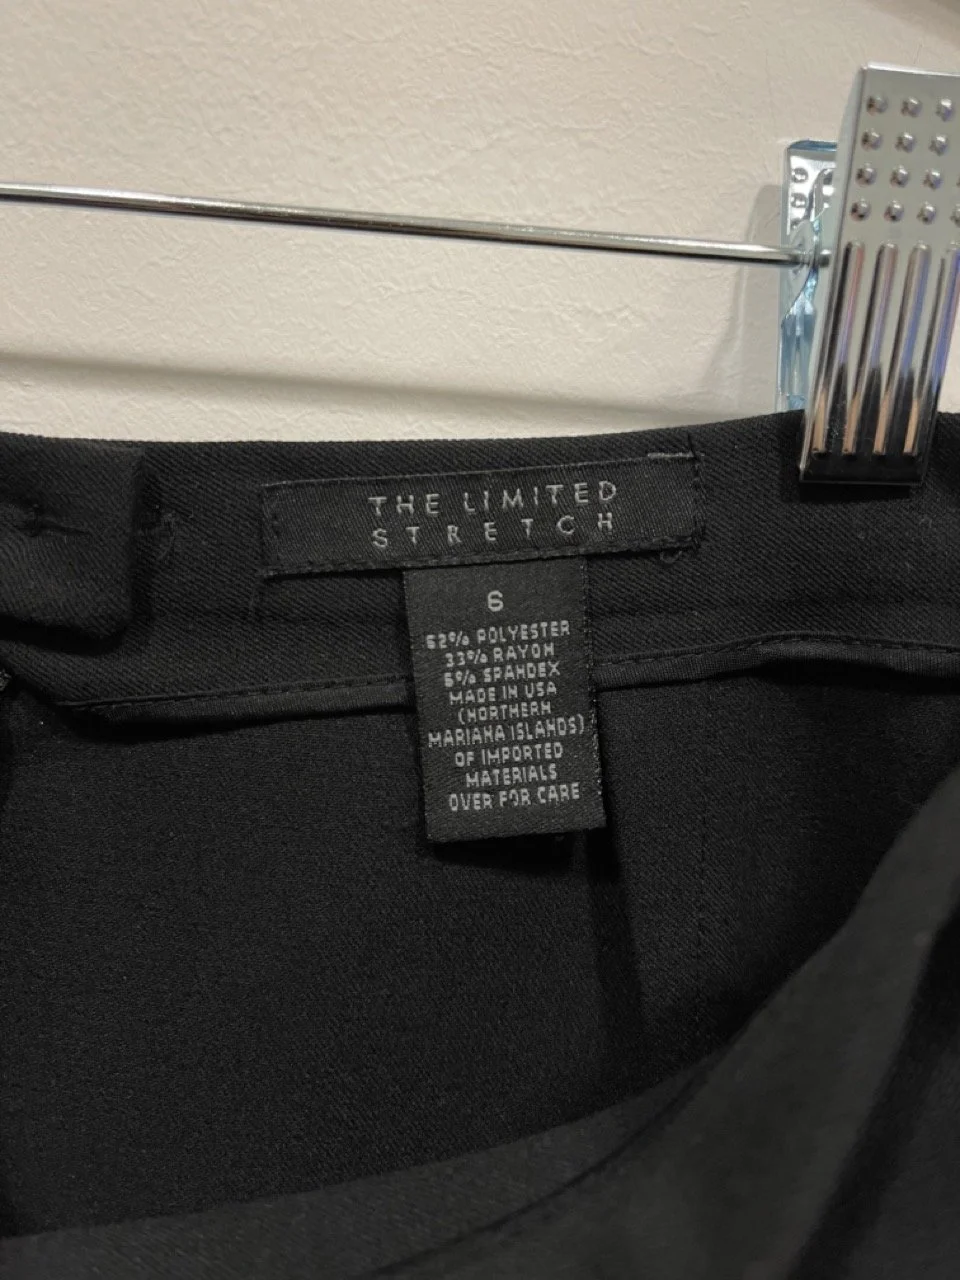 THE LIMITED
STRETCH
6
62% POLYESTER
33% RAYON
5% SPANDEX
MADE IN USA
(NORTHERN
MARIANA ISLANDS)
OF IMPORTED
MATERIALS
OVER FOR CARE